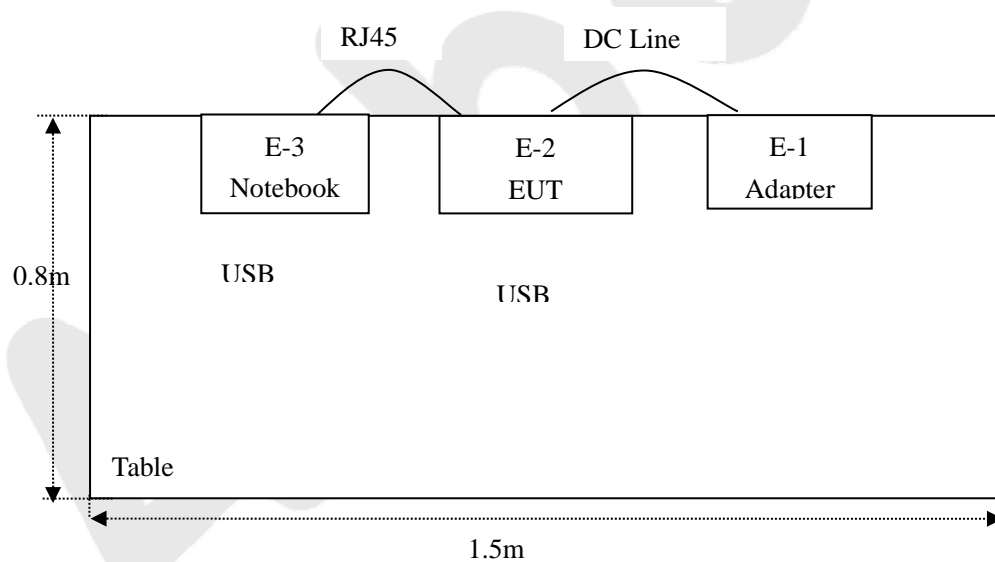 RJ45
DC Line
E-3
Notebook
E-2
EUT
E-1
Adapter
0.8m
USB
USB
Table
1.5m